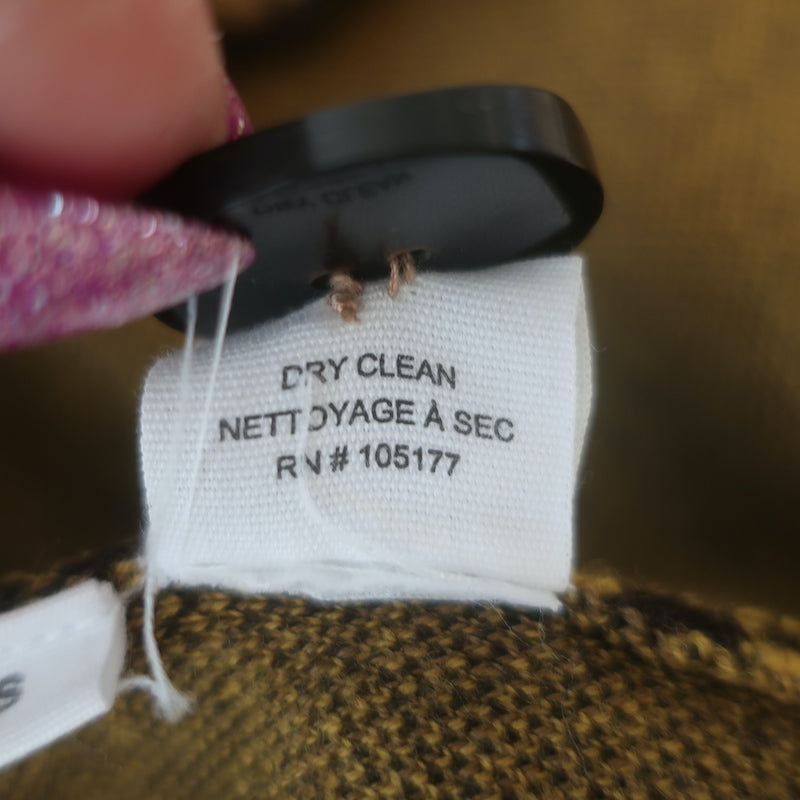 DRY CLEAN
NETTOYAGE À SEC
RN # 105177
S